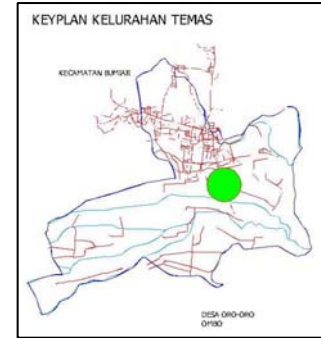 KEYPLAN KELURAHAN TEMAS
KECAMATAN BUMIAJI
DESA ORO-ORO
OMBO